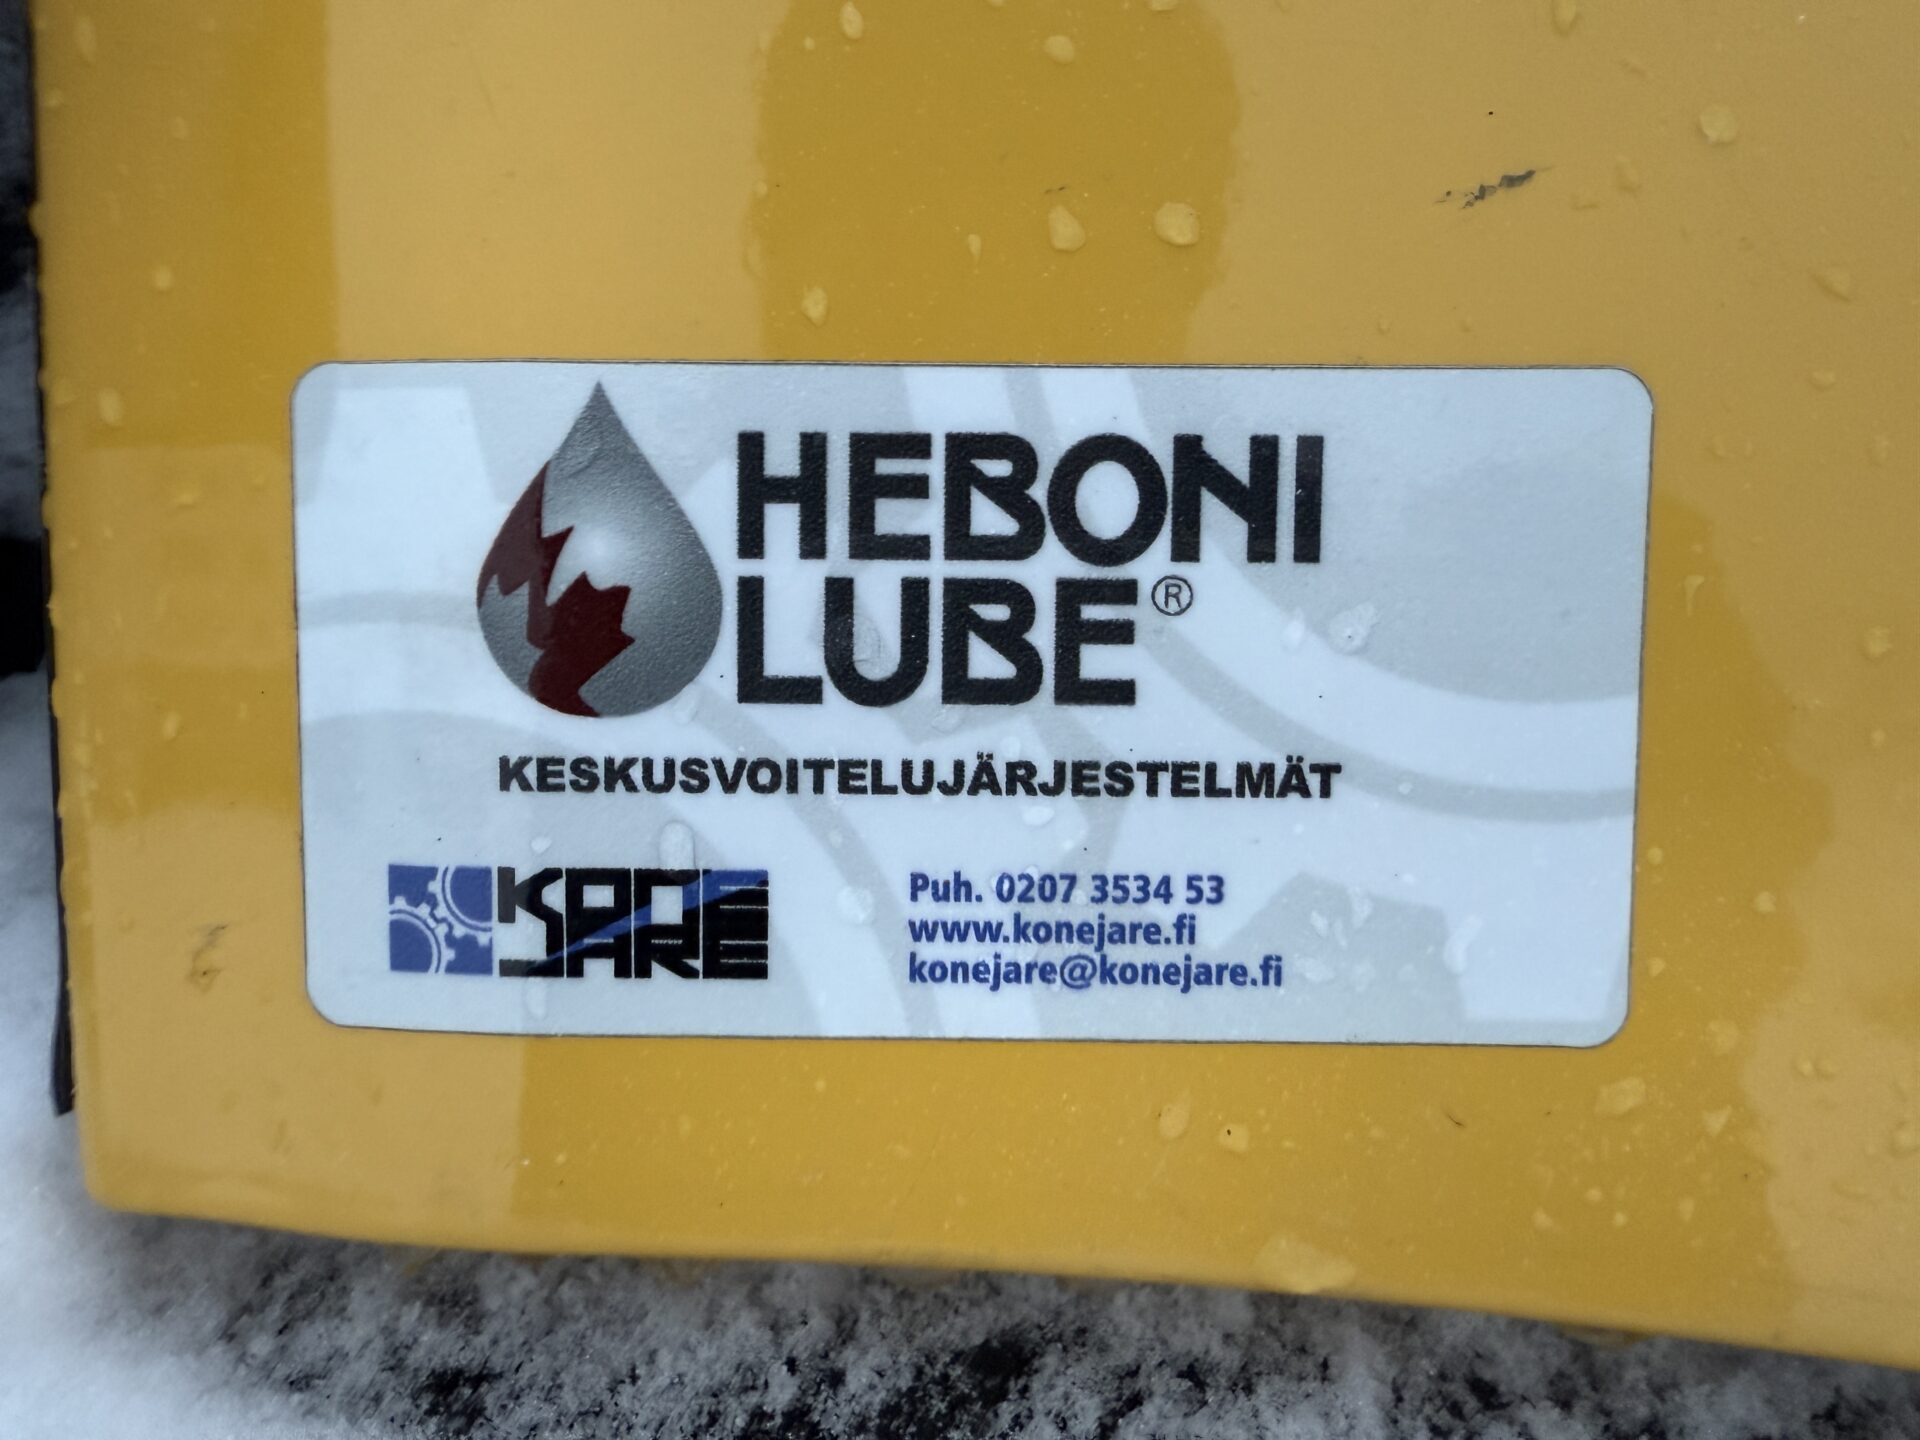 HEBONI
LUBE®
KESKUSVOITELUJÄRJESTELMÄT
KONE
JARE
Puh. 0207 3534 53
www.konejare.fi
konejare@konejare.fi